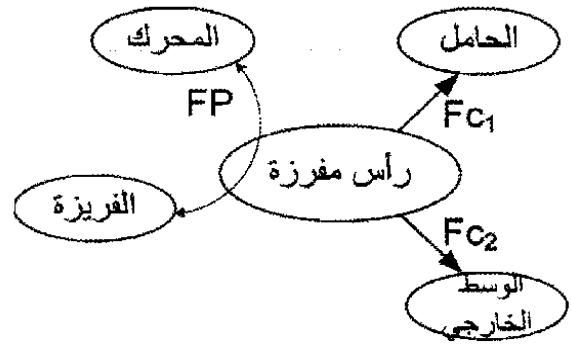 المحرك
الحامل
FP
Fc₁
رأس مفرزة
الفريزة
Fc₂
الوسط
الخارجي